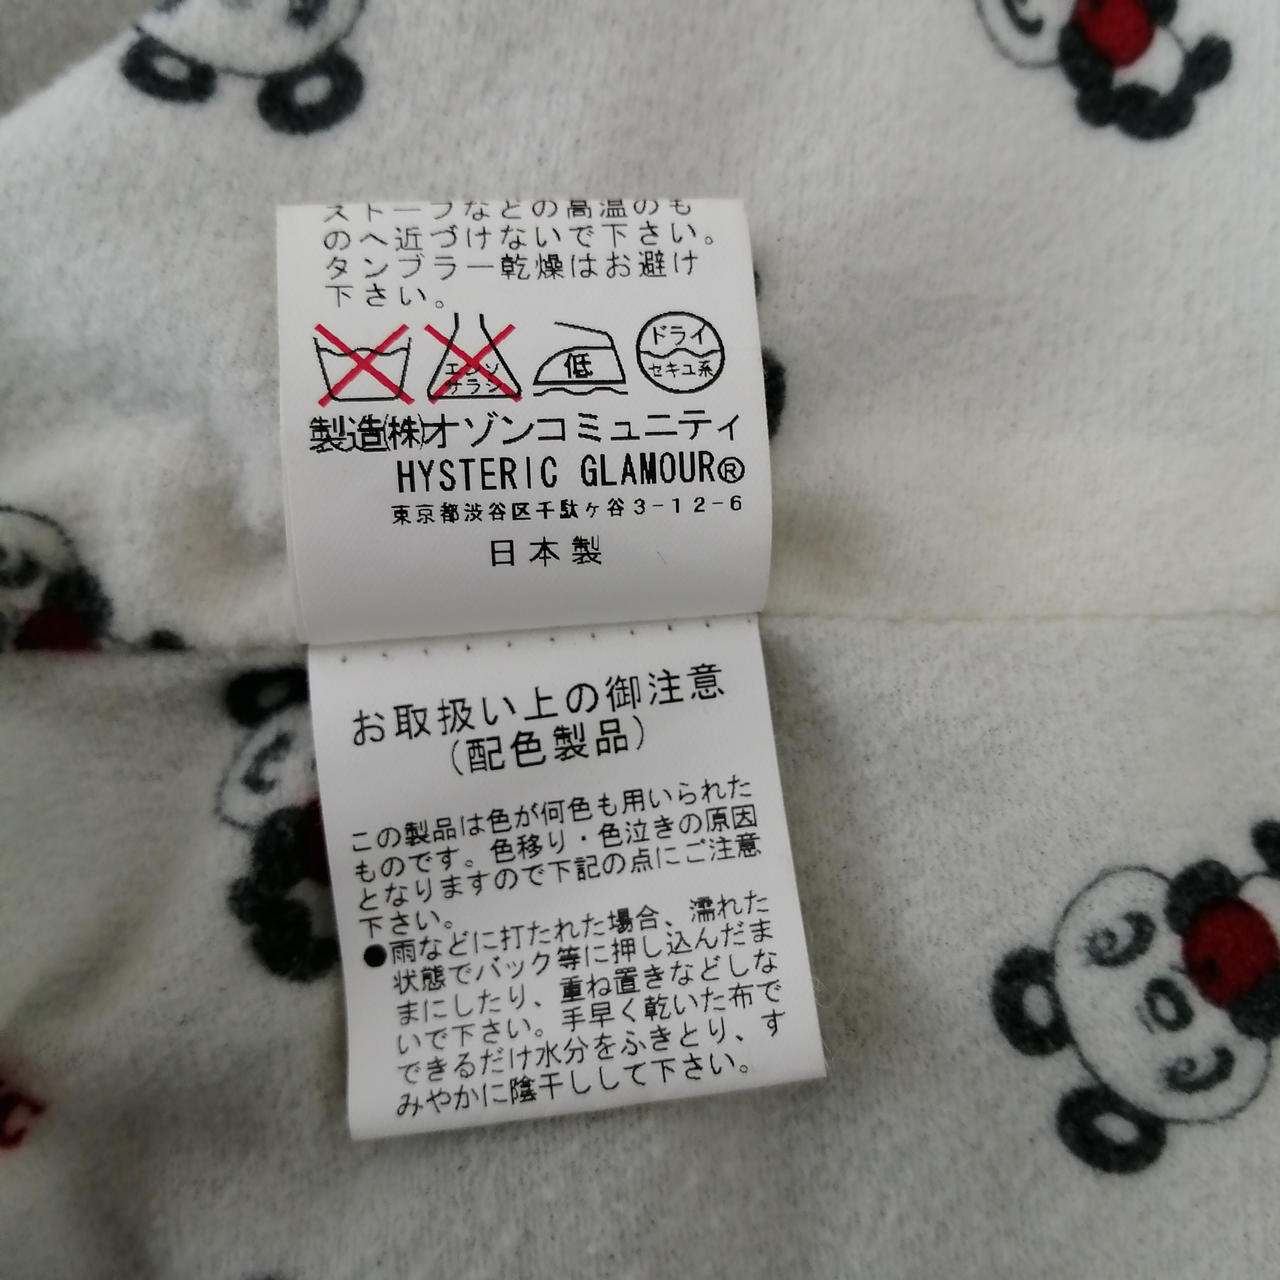 ストーブなどの高温のも
のへ近づけないで下さい。
タンブラー乾燥はお避け
下さい。
エンソ
サラシ
低
ドライ
セキユ系
製造㈱オゾンコミュニティ
HYSTERIC GLAMOUR®
東京都渋谷区千駄ヶ谷3-12-6
日本製
お取扱い上の御注意
(配色製品)
この製品は色が何色も用いられた
ものです。色移り・色泣きの原因
となりますので下記の点にご注意
下さい。
●雨などに打たれた場合、濡れた
状態でバック等に押し込んだま
まにしたり、重ね置きなどしな
いで下さい。手早く乾いた布で
できるだけ水分をふきとり、す
みやかに陰干しして下さい。